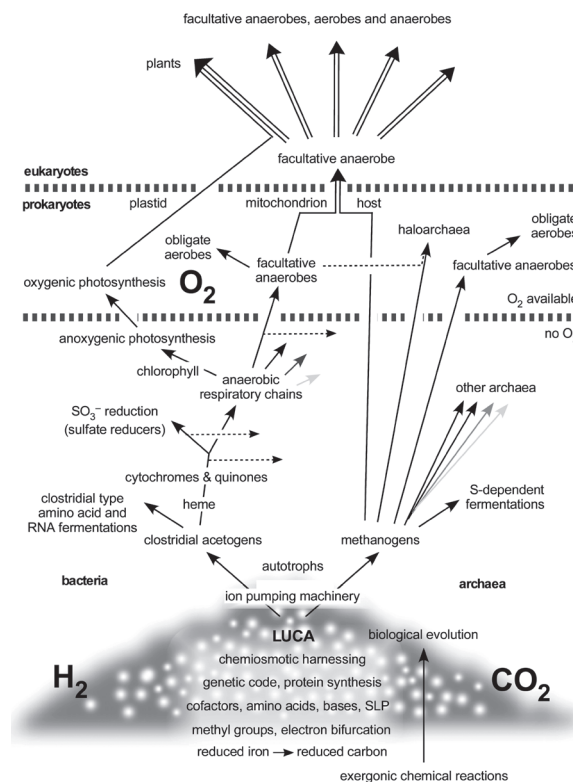 facultative anaerobes, aerobes and anaerobes
plants
facultative anaerobe
eukaryotes
prokaryotes
plastid
mitochondrion
host
obligate
aerobes
haloarchaea
obligate
aerobes
facultative
anaerobes
facultative anaerobes
oxygenic photosynthesis
O2
O2 available
no O
anoxygenic photosynthesis
chlorophyll
anaerobic
respiratory chains
other archaea
SO3− reduction
(sulfate reducers)
cytochromes & quinones
S-dependent
fermentations
clostridial type
amino acid and
RNA fermentations
heme
clostridial acetogens
methanogens
autotrophs
bacteria
archaea
ion pumping machinery
LUCA
biological evolution
chemiosmotic harnessing
H2
genetic code, protein synthesis
CO2
cofactors, amino acids, bases, SLP
methyl groups, electron bifurcation
reduced iron → reduced carbon
exergonic chemical reactions